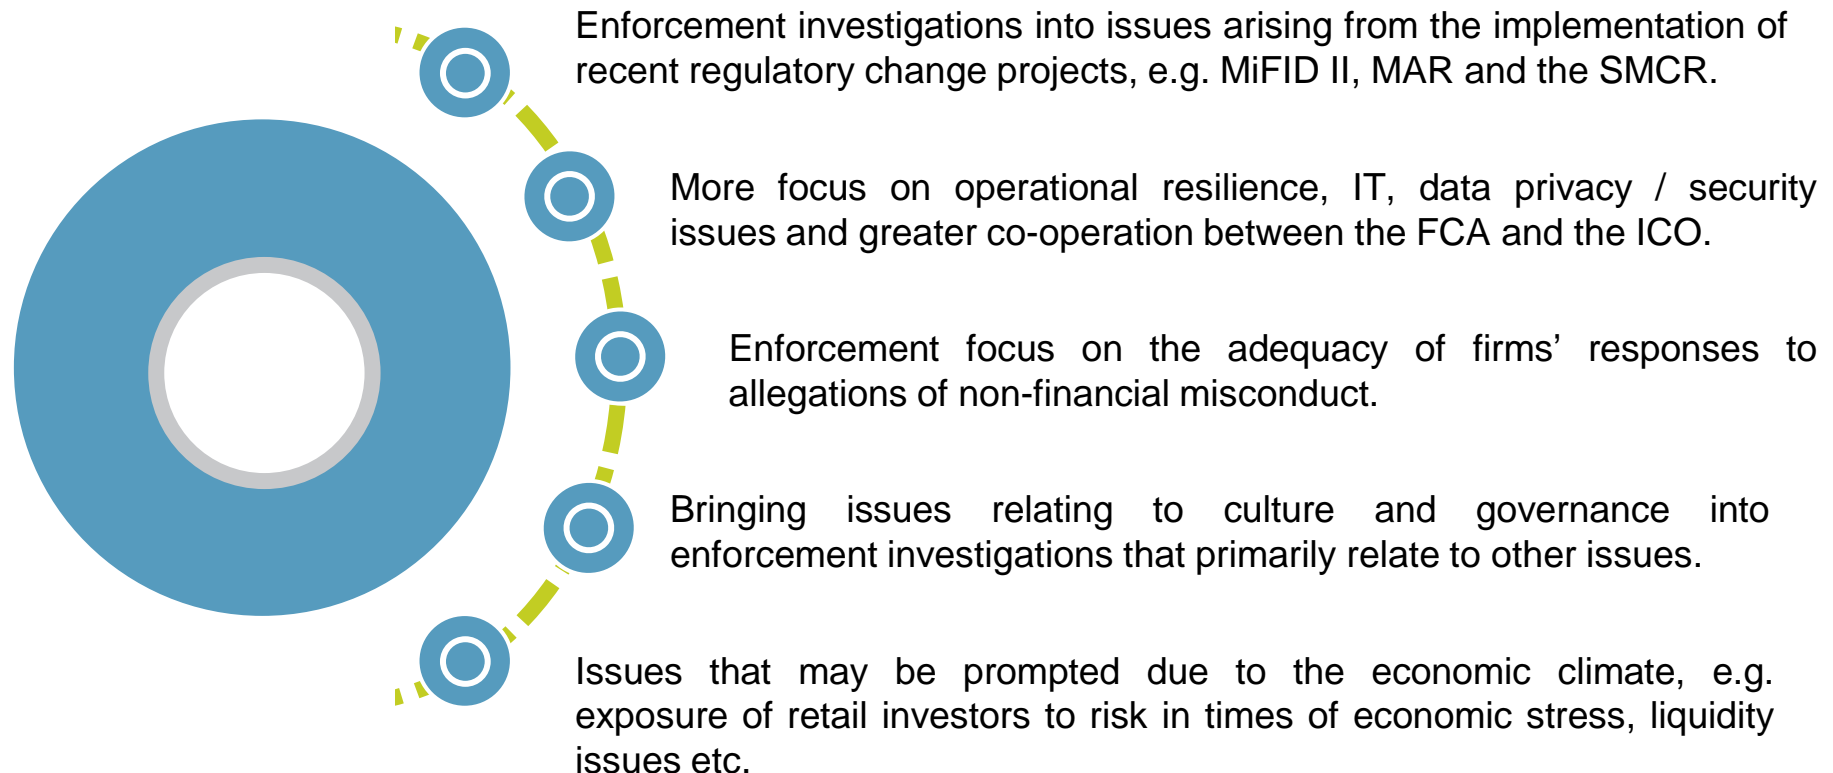 Enforcement investigations into issues arising from the implementation of
recent regulatory change projects, e.g. MiFID II, MAR and the SMCR.
More focus on operational resilience, IT, data privacy / security
issues and greater co-operation between the FCA and the ICO.
Enforcement focus on the adequacy of firms’ responses to
allegations of non-financial misconduct.
Bringing issues relating to culture and governance into
enforcement investigations that primarily relate to other issues.
Issues that may be prompted due to the economic climate, e.g.
exposure of retail investors to risk in times of economic stress, liquidity
issues etc.